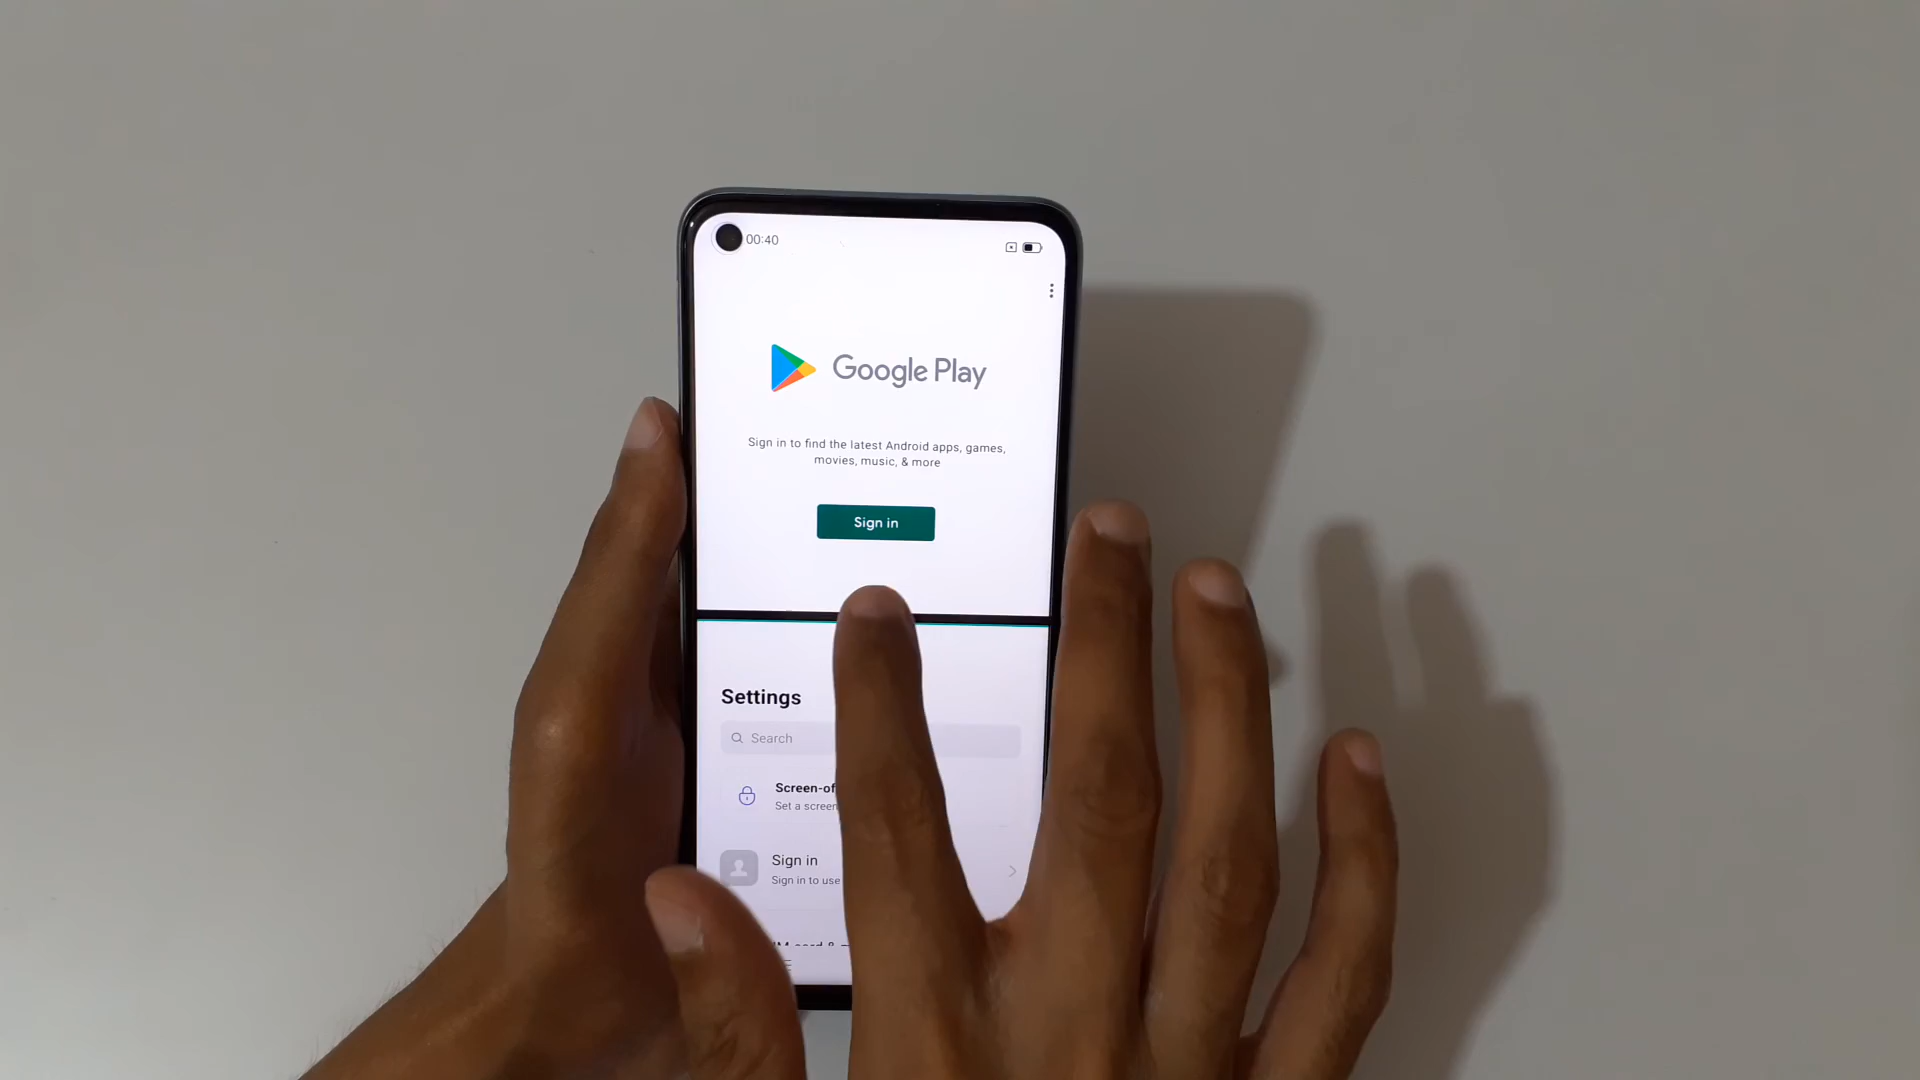 00:40
Google Play
Sign in to find the latest Android apps, games,
movies, music, & more
Sign in
Settings
Search
Screen-of
Set a screen
Sign in
Sign in to use